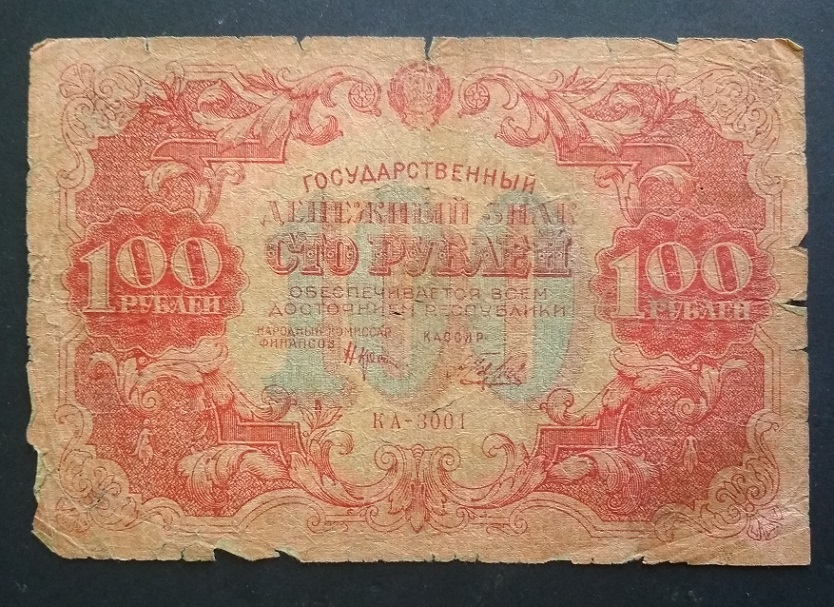 ГОСУДАРСТВЕННЫЙ
ДЕНЕЖНЫЙ ЗНАК
СТО РУБЛЕЙ
100
РУБЛЕЙ
100
РУБЛЕЙ
100
ОБЕСПЕЧИВАЕТСЯ ВСЕМ
ДОСТОЯНИЕМ РЕСПУБЛИКИ
НАРОДНЫЙ КОМИССАР
ФИНАНСОВ
КАССИР
КА-3001